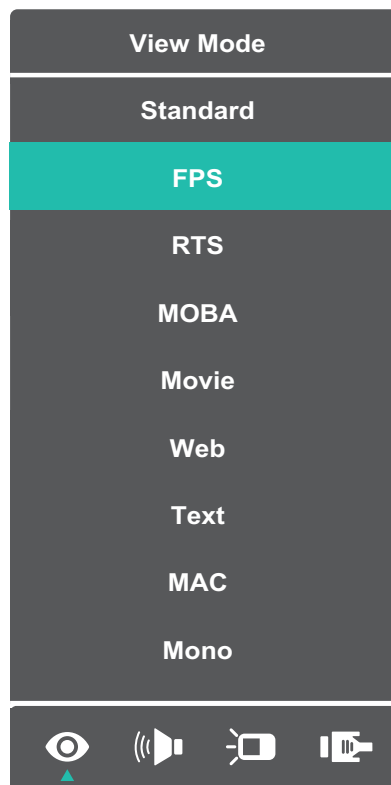 View Mode
Standard
FPS
RTS
MOBA
Movie
Web
Text
MAC
Mono